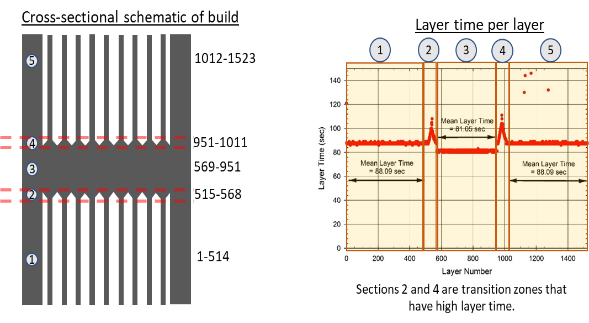 Cross-sectional schematic of build
5
1012-1523
4
951-1011
3
569-951
2
515-568
1
1-514
Layer time per layer
1 2 3 4 5
Layer Time (sec)
140
120
100
80
60
40
20
0
Mean Layer Time
= 81.05 sec
Mean Layer Time
= 88.09 sec
Mean Layer Time
= 88.09 sec
0 200 400 600 800 1000 1200 1400
Layer Number
Sections 2 and 4 are transition zones that
have high layer time.